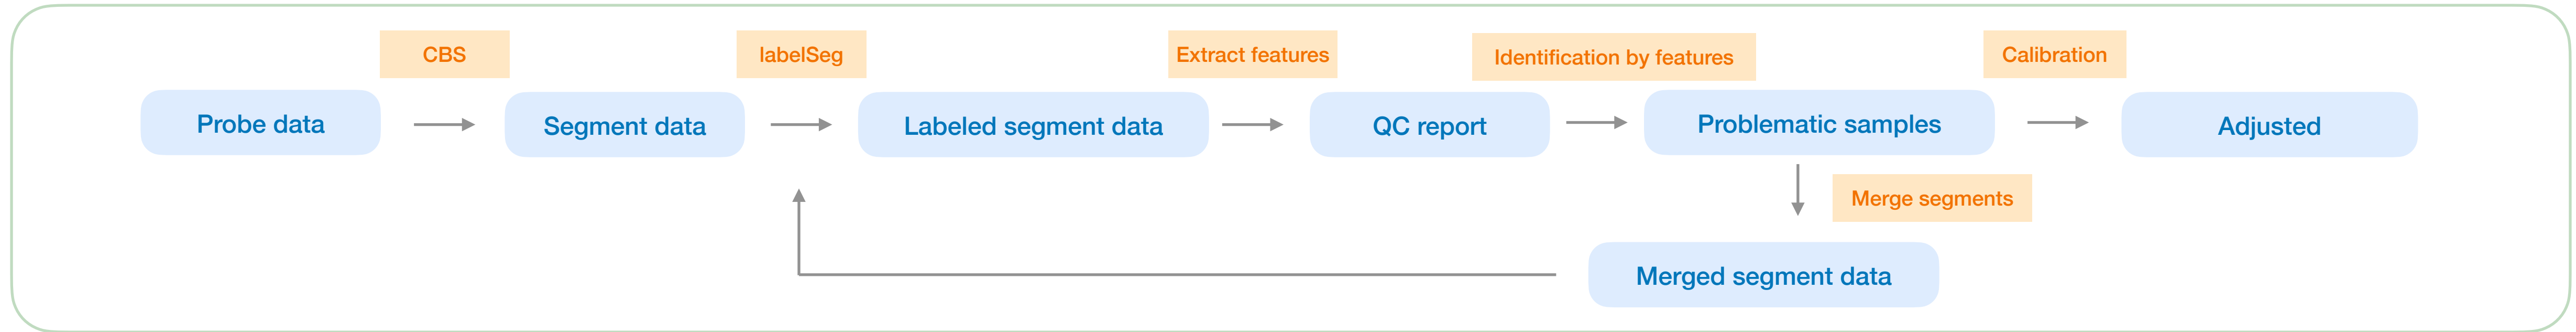 CBS
labelSeg
Extract features
Identification by features
Calibration
Probe data
Segment data
Labeled segment data
QC report
Problematic samples
Adjusted
Merge segments
Merged segment data